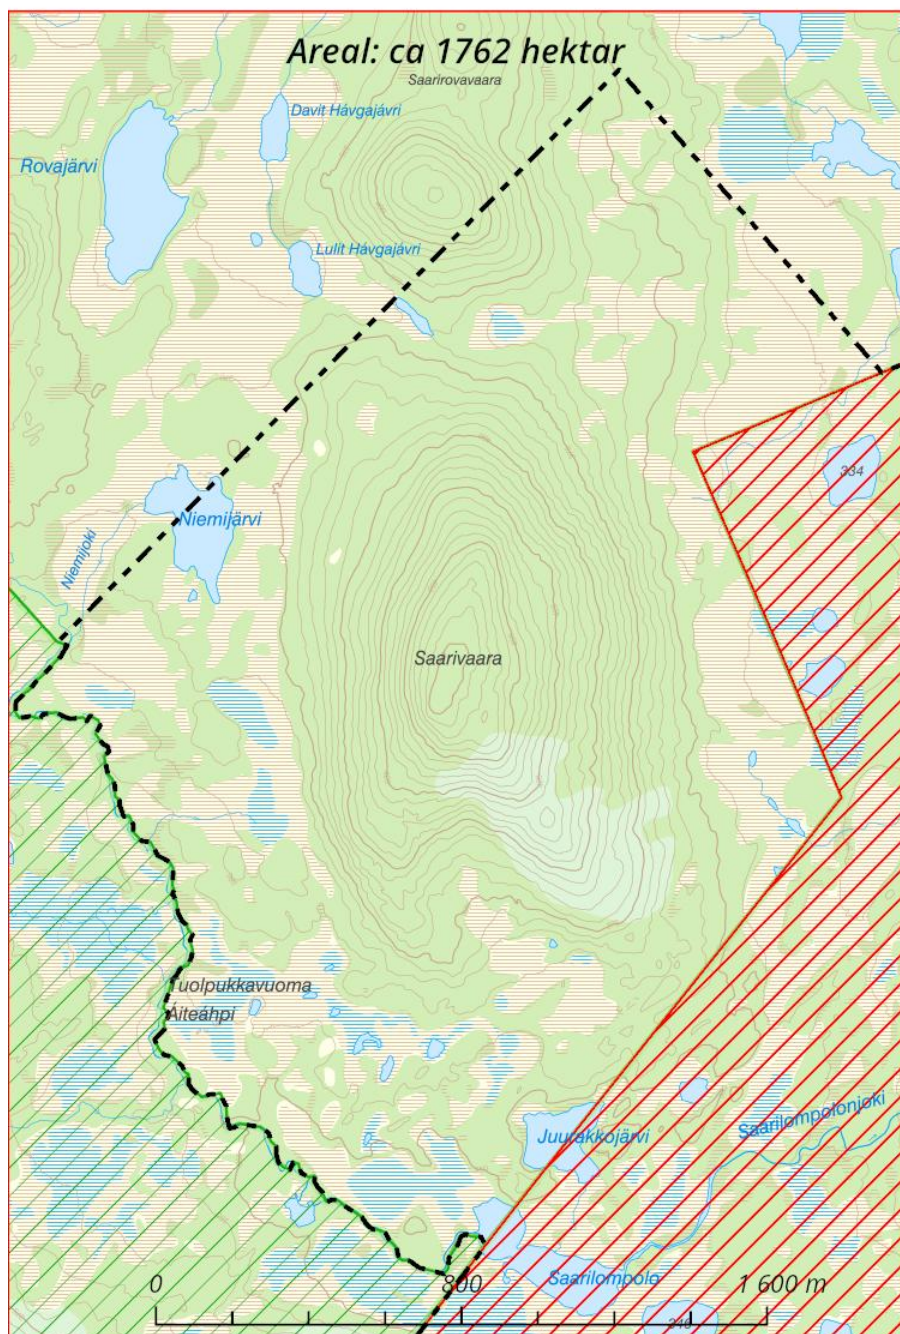 Areal: ca 1762 hektar
Saarirovavaara
Davit Hávgajávri
Rovajärvi
Lulit Hávgajávri
334
Niemijärvi
Niemijoki
Saarivaara
Tuolpukkavuoma
Áiteáhpi
Saarilompolonjoki
Juurakkojärvi
Saarilompolo
0
800
1 600 m